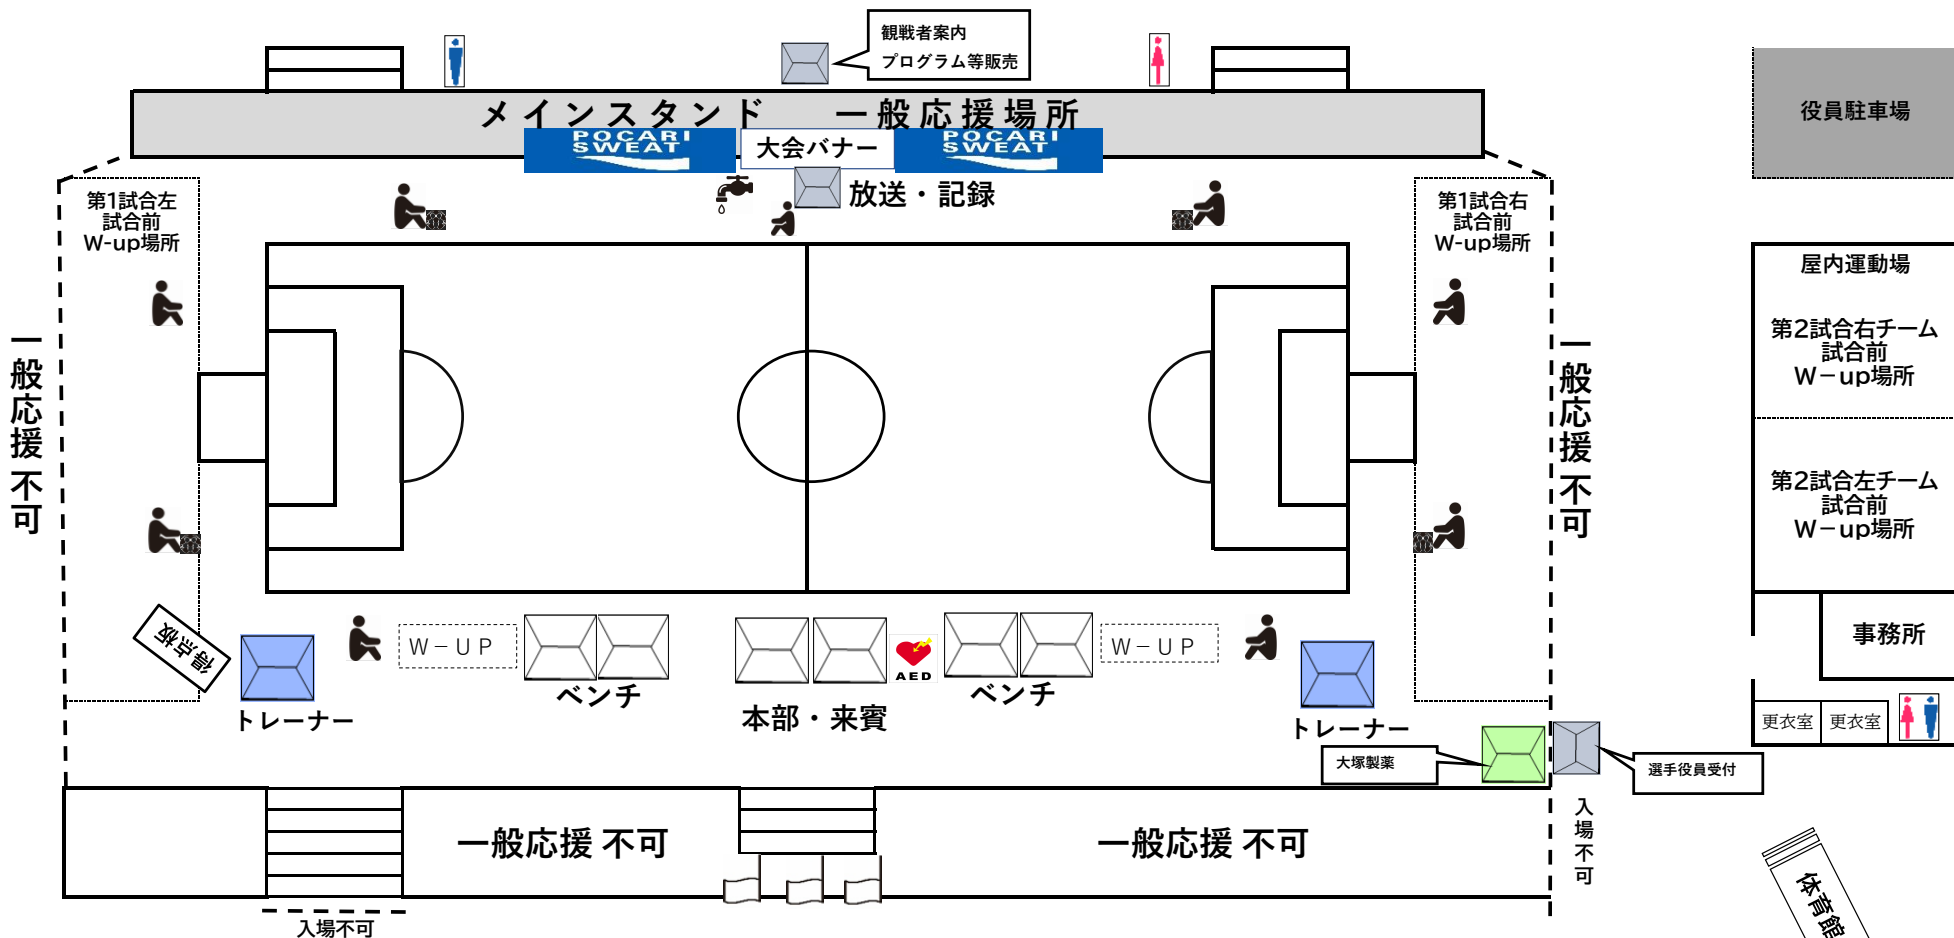 観戦者案内
プログラム等販売
メインスタンド 一般応援場所
役員駐車場
POCARI
SWEAT
大会バナー
POCARI
SWEAT
放送・記録
第1試合左
試合前
W-up場所
第1試合右
試合前
W-up場所
屋内運動場
第2試合右チーム
試合前
W－up場所
一般応援 不可
一般応援 不可
第2試合左チーム
試合前
W－up場所
得点板
W－UP
W－UP
AED
事務所
ベンチ
ベンチ
トレーナー
本部・来賓
トレーナー
更衣室
更衣室
大塚製薬
選手役員受付
入場不可
一般応援 不可
一般応援 不可
体育館
入場不可